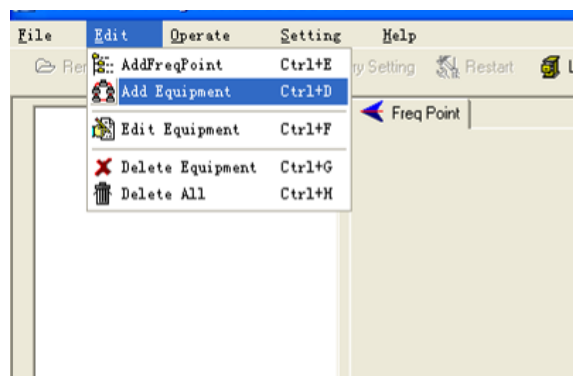 File Edit Operate Setting Help
AddFreqPoint Ctrl+E
Setting Restart
Add Equipment Ctrl+D
Freq Point
Edit Equipment Ctrl+F
Delete Equipment Ctrl+G
Delete All Ctrl+H